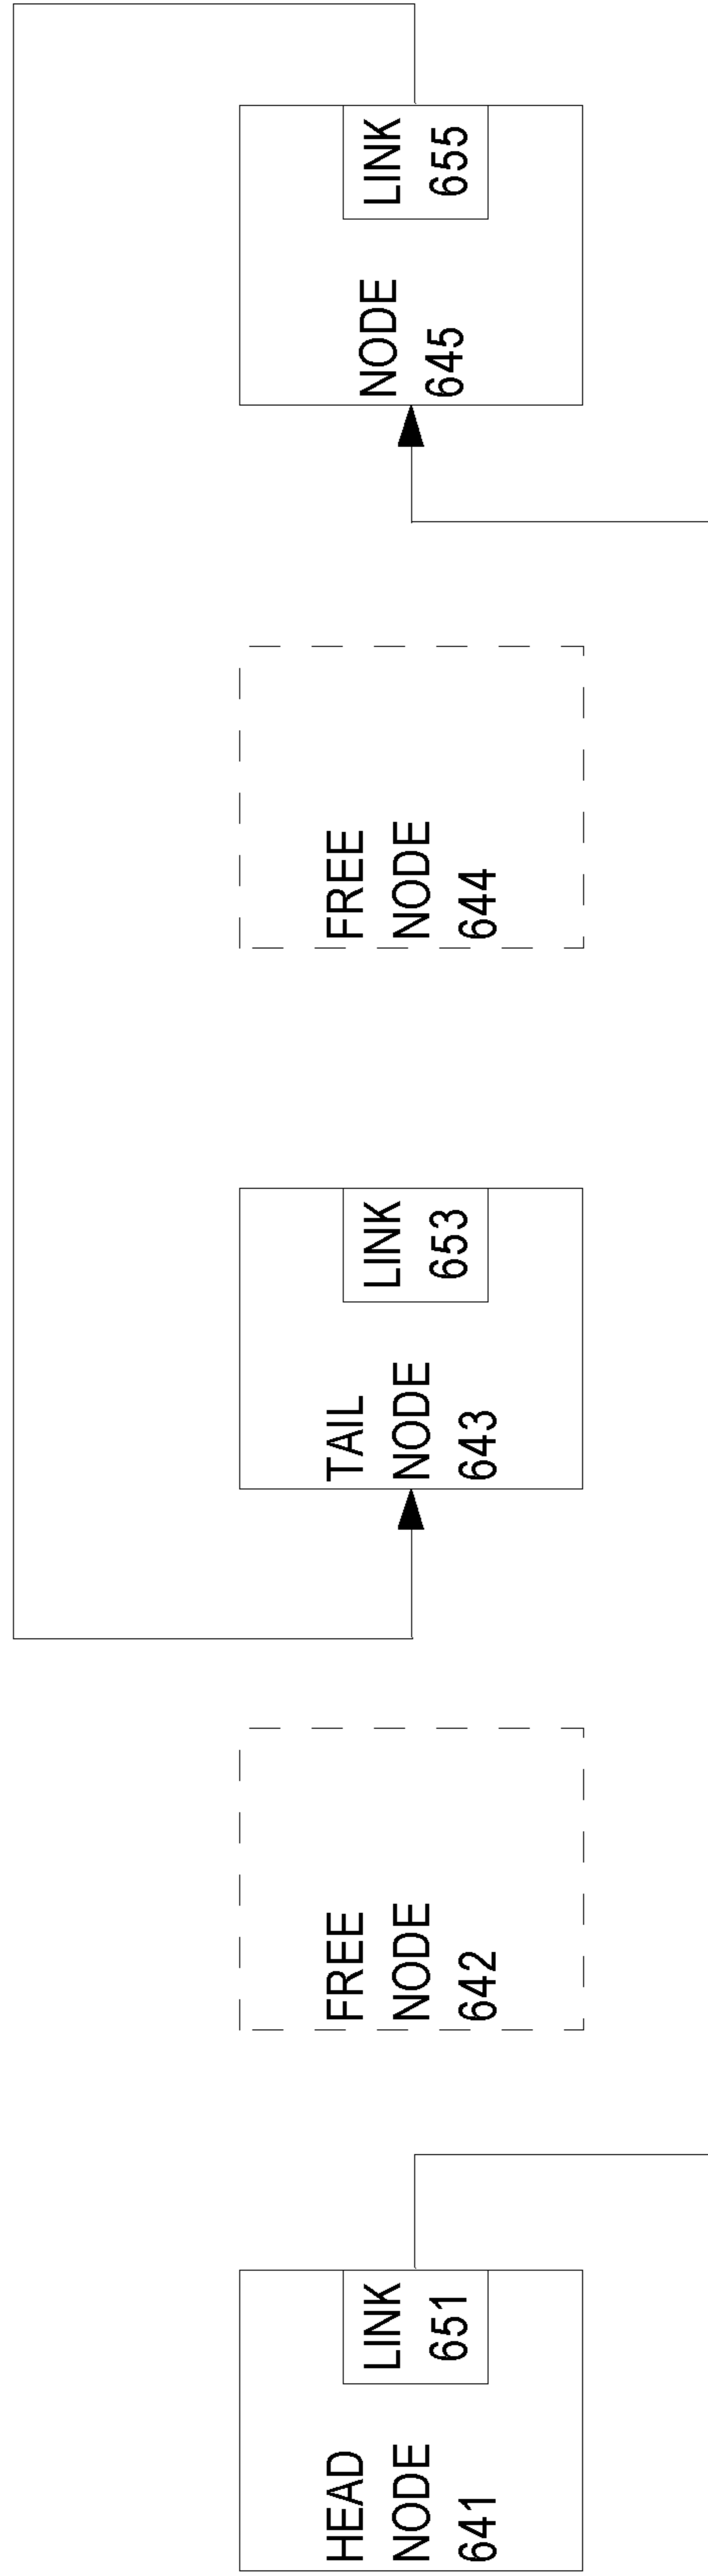 HEAD
NODE
641
LINK
651
FREE
NODE
642
TAIL
NODE
643
LINK
653
FREE
NODE
644
NODE
645
LINK
655